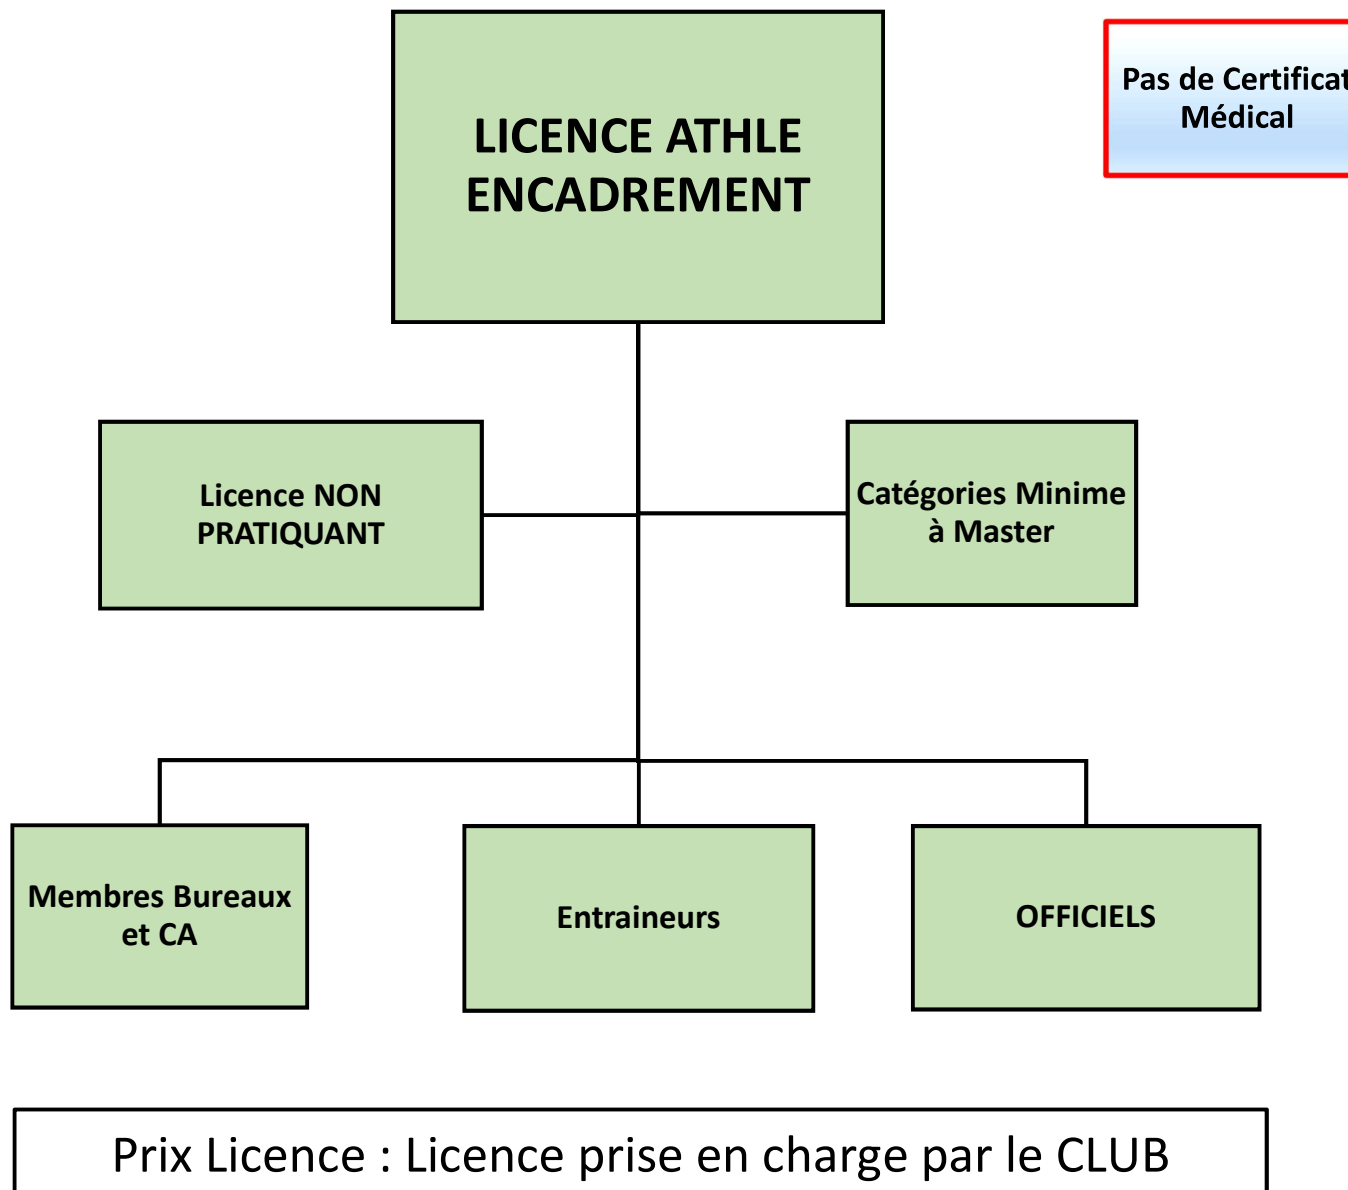 LICENCE ATHLE
ENCADREMENT
Pas de Certificat
Médical
Licence NON
PRATIQUANT
Catégories Minime
à Master
Membres Bureaux
et CA
Entraineurs
OFFICIELS
Prix Licence : Licence prise en charge par le CLUB